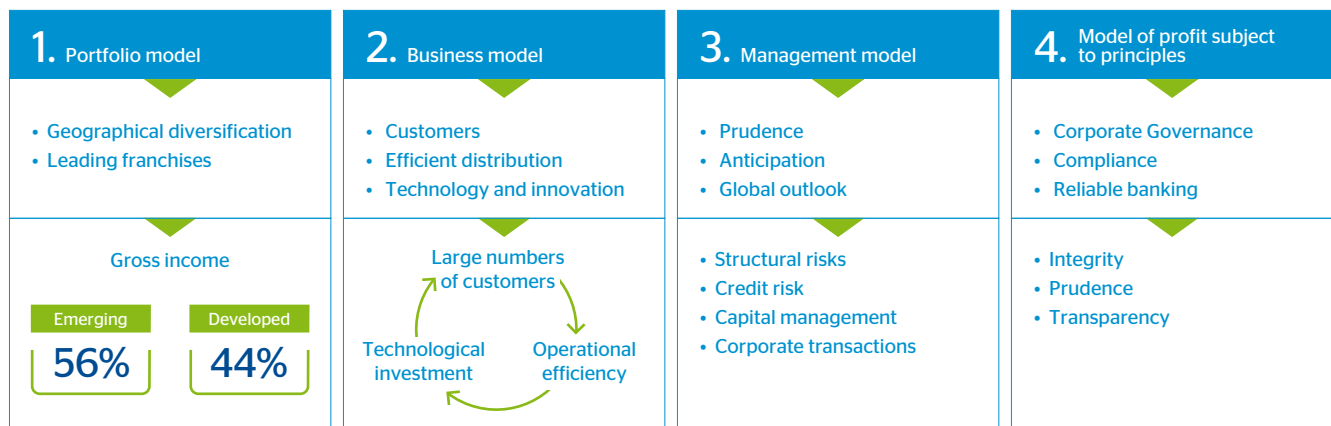 1. Portfolio model
• Geographical diversification
• Leading franchises
Gross income
Emerging
56%
Developed
44%
2. Business model
• Customers
• Efficient distribution
• Technology and innovation
Large numbers
of customers
Operational
efficiency
Technological
investment
3. Management model
• Prudence
• Anticipation
• Global outlook
• Structural risks
• Credit risk
• Capital management
• Corporate transactions
4. Model of profit subject
to principles
• Corporate Governance
• Compliance
• Reliable banking
• Integrity
• Prudence
• Transparency